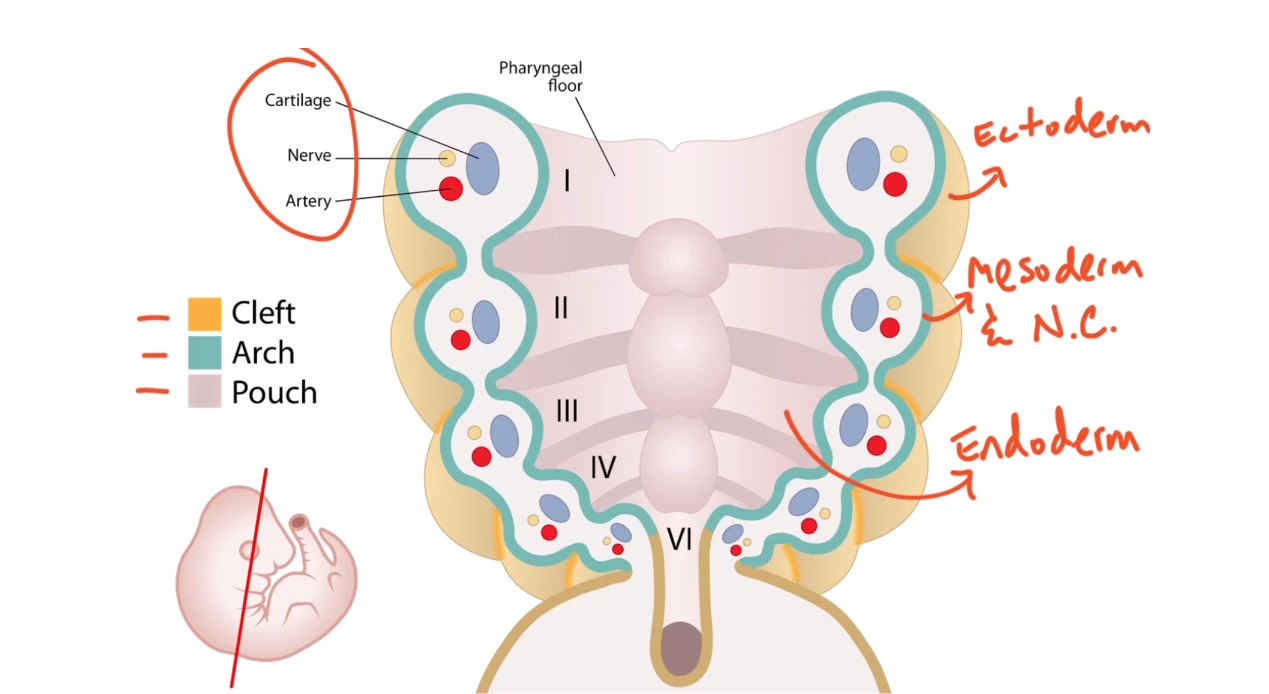 Pharyngeal
floor
Cartilage
Nerve
Artery
I
II
III
IV
VI
Cleft
Arch
Pouch
Ectoderm
Mesoderm
& N.C.
Endoderm